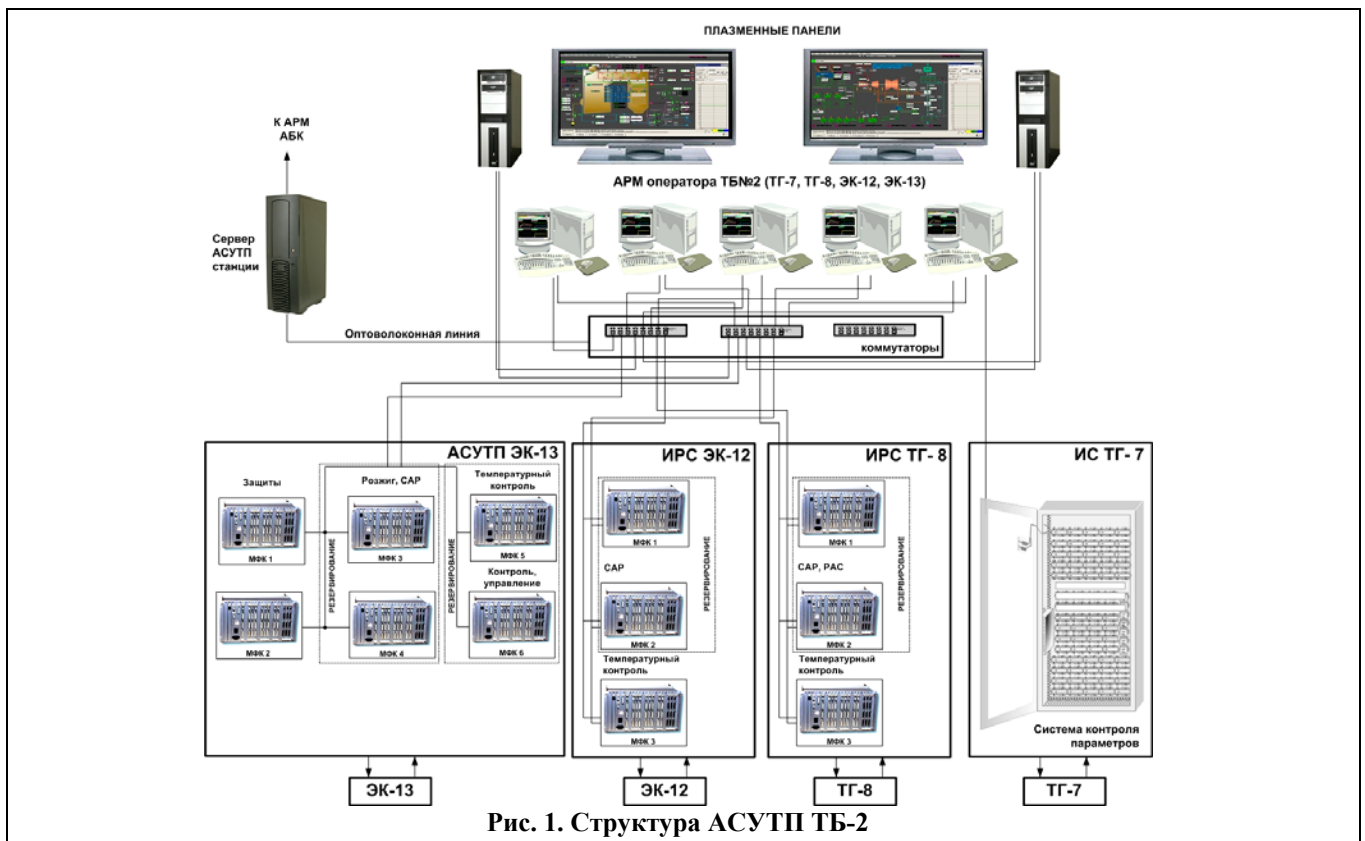 ПЛАЗМЕННЫЕ ПАНЕЛИ
К АРМ
АБК
АРМ оператора ТБ№2 (ТГ-7, ТГ-8, ЭК-12, ЭК-13)
Сервер
АСУТП
станции
Оптоволоконная линия
коммутаторы
АСУТП ЭК-13
Защиты
Розжиг, САР
Температурный
контроль
МФК 1
МФК 3
МФК 5
РЕЗЕРВИРОВАНИЕ
РЕЗЕРВИРОВАНИЕ
Контроль,
управление
МФК 2
МФК 4
МФК 6
ИРС ЭК-12
МФК 1
РЕЗЕРВИРОВАНИЕ
САР
МФК 2
Температурный
контроль
МФК 3
ИРС ТГ- 8
МФК 1
РЕЗЕРВИРОВАНИЕ
САР, РАС
МФК 2
Температурный
контроль
МФК 3
ИС ТГ- 7
Система контроля
параметров
ЭК-13
ЭК-12
ТГ-8
ТГ-7
Рис. 1. Структура АСУТП ТБ-2